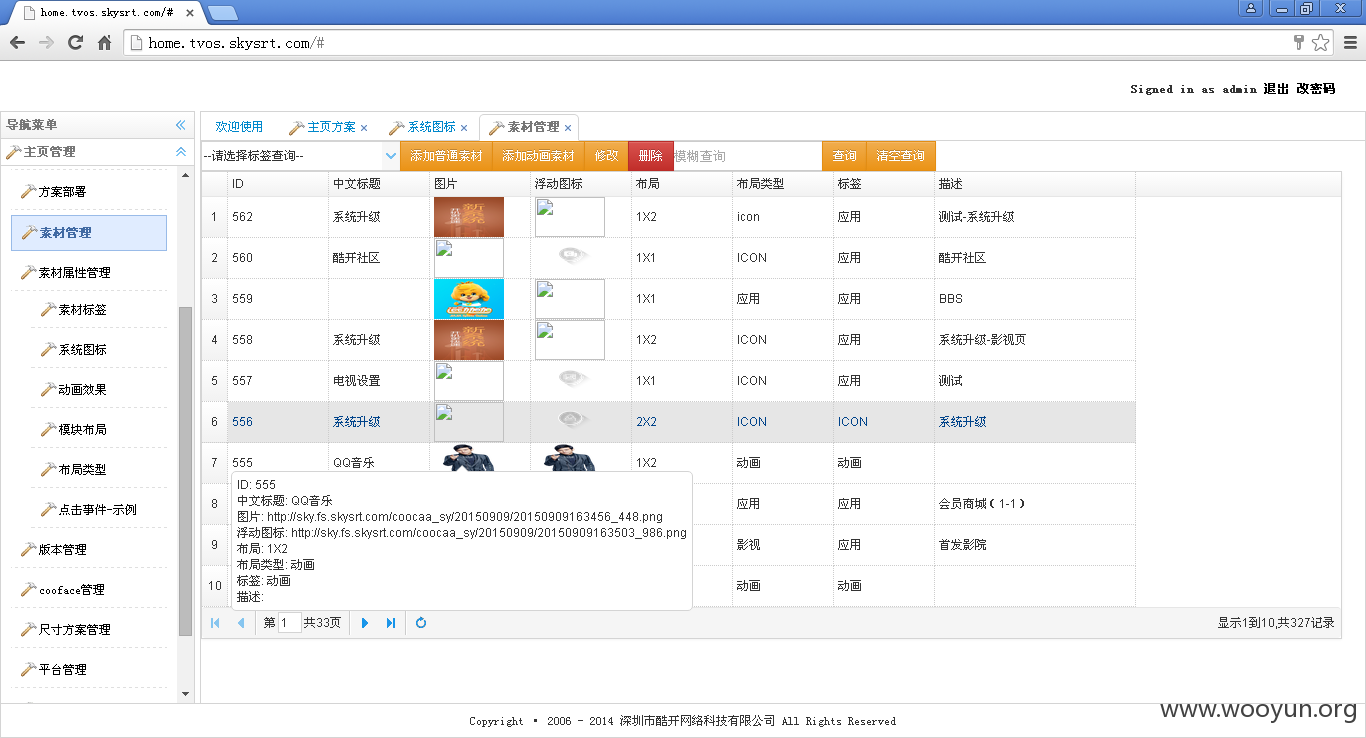 home.tvos.skysrt.com/#
home.tvos.skysrt.com/#
Signed in as admin 退出 改密码
导航菜单
主页管理
方案部署
素材管理
素材属性管理
素材标签
系统图标
动画效果
模块布局
布局类型
点击事件-示例
版本管理
cooface管理
尺寸方案管理
平台管理
欢迎使用 主页方案 系统图标 素材管理
--请选择标签查询-- 添加普通素材 添加动画素材 修改 删除 模糊查询 查询 清空查询
ID 中文标题 图片 浮动图标 布局 布局类型 标签 描述
1 562 系统升级 1X2 icon 应用 测试-系统升级
2 560 酷开社区 1X1 ICON 应用 酷开社区
3 559 1X1 应用 应用 BBS
4 558 系统升级 1X2 ICON 应用 系统升级-影视页
5 557 电视设置 1X1 ICON 应用 测试
6 556 系统升级 2X2 ICON ICON 系统升级
7 555 QQ音乐 1X2 动画 动画
8 应用 应用 会员商城（1-1）
9 影视 应用 首发影院
10 动画 动画
ID: 555
中文标题: QQ音乐
图片: http://sky.fs.skysrt.com/coocaa_sy/20150909/20150909163456_448.png
浮动图标: http://sky.fs.skysrt.com/coocaa_sy/20150909/20150909163503_986.png
布局: 1X2
布局类型: 动画
标签: 动画
描述:
第 1 共33页 显示1到10,共327记录
Copyright • 2006 - 2014 深圳市酷开网络科技有限公司 All Rights Reserved
www.wooyun.org